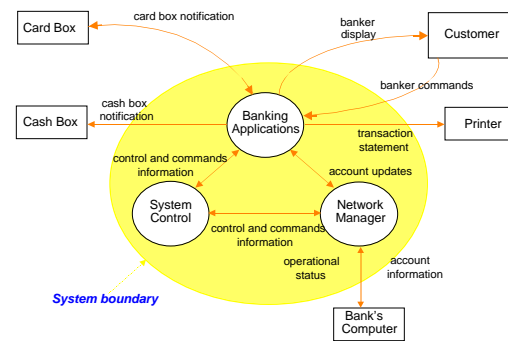 Card Box
card box notification
banker
display
Customer
banker commands
cash box
notification
Cash Box
Banking
Applications
Printer
transaction
statement
control and commands
information
account updates
System
Control
Network
Manager
control and commands
information
operational
status
account
information
System boundary
Bank's
Computer